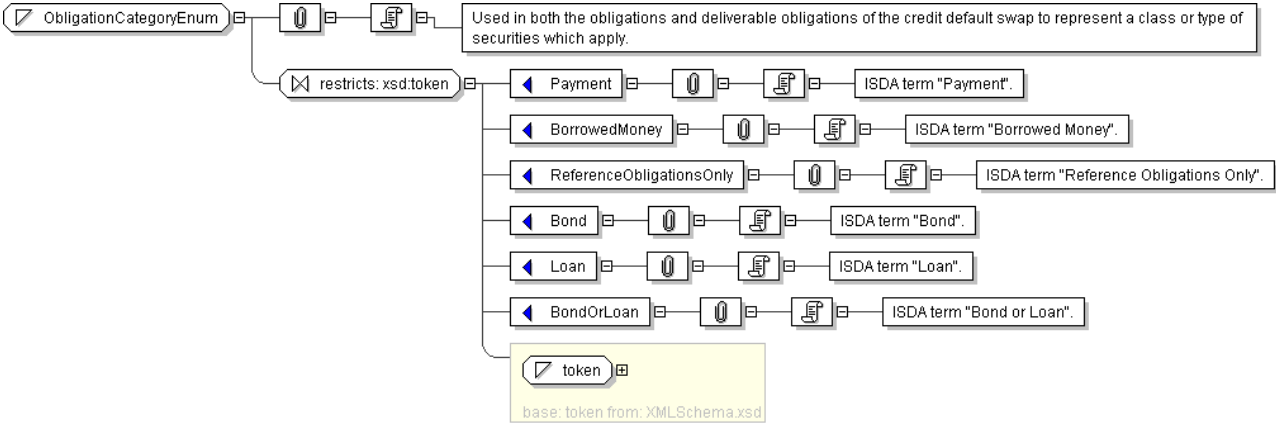 ObligationCategoryEnum
Used in both the obligations and deliverable obligations of the credit default swap to represent a class or type of
securities which apply.
restricts: xsd:token
Payment
ISDA term "Payment".
BorrowedMoney
ISDA term "Borrowed Money".
ReferenceObligationsOnly
ISDA term "Reference Obligations Only".
Bond
ISDA term "Bond".
Loan
ISDA term "Loan".
BondOrLoan
ISDA term "Bond or Loan".
token
base: token from: XMLSchema.xsd